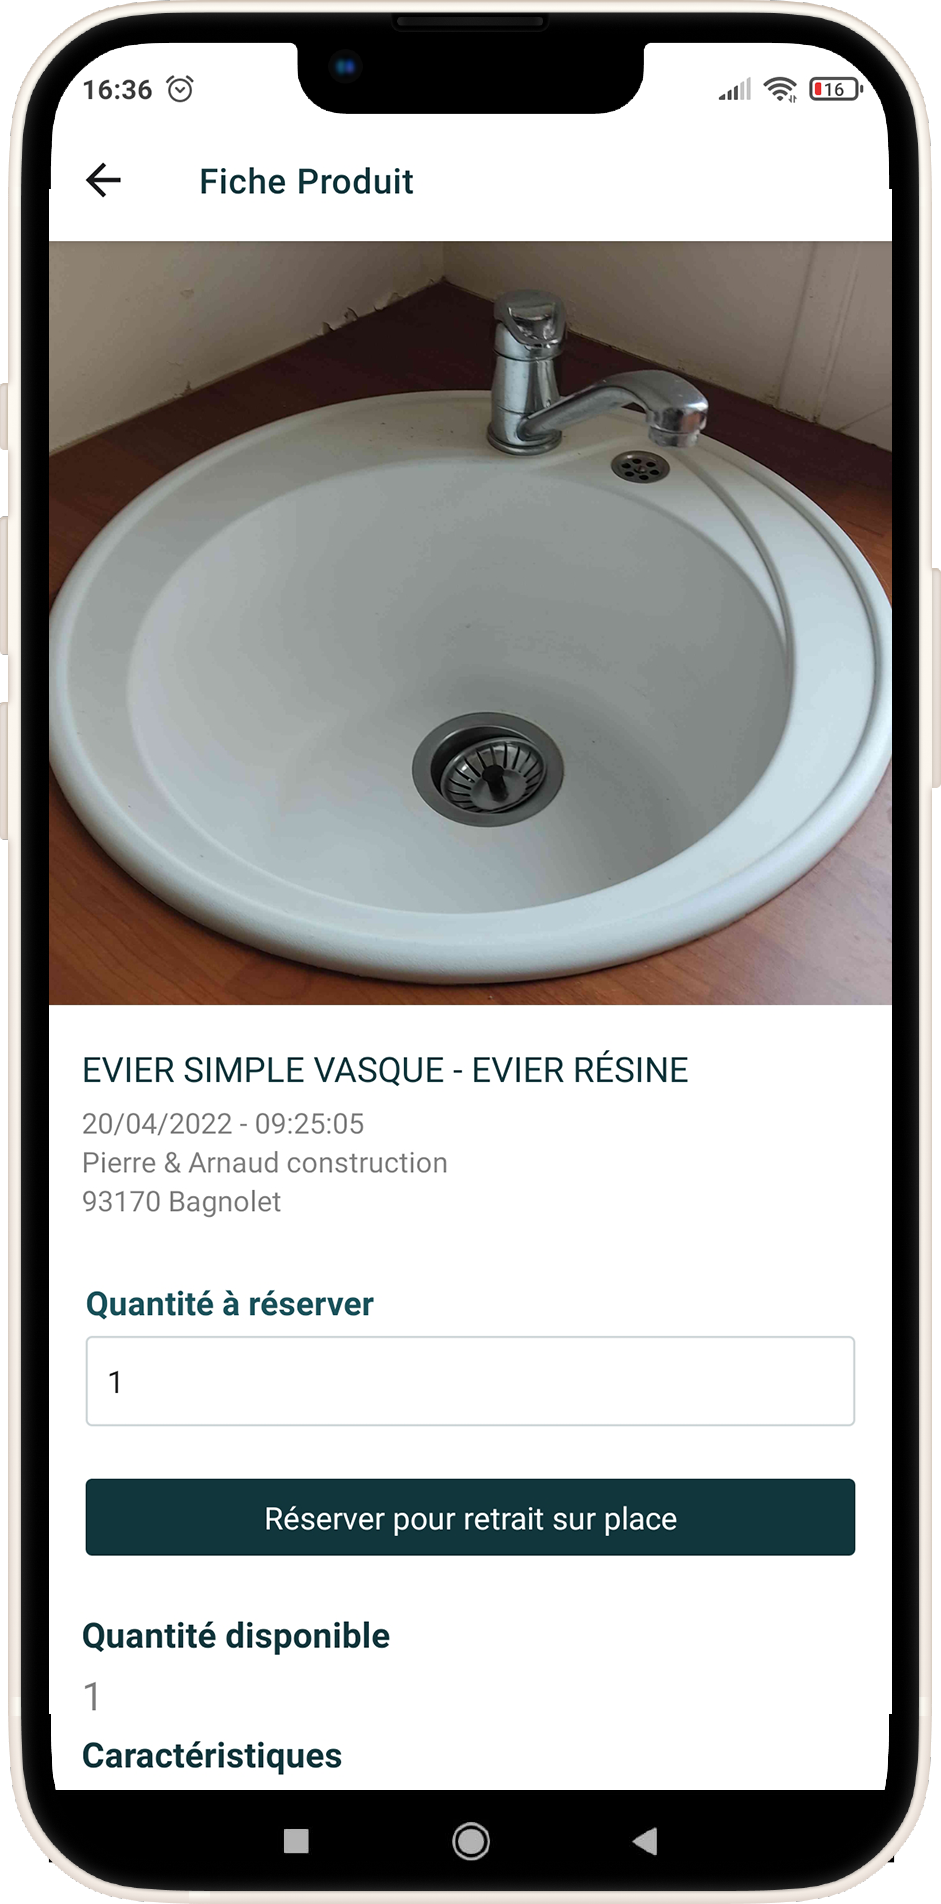 16:36
16
Fiche Produit
EVIER SIMPLE VASQUE - EVIER RÉSINE
20/04/2022 - 09:25:05
Pierre & Arnaud construction
93170 Bagnolet
Quantité à réserver
1
Réserver pour retrait sur place
Quantité disponible
1
Caractéristiques